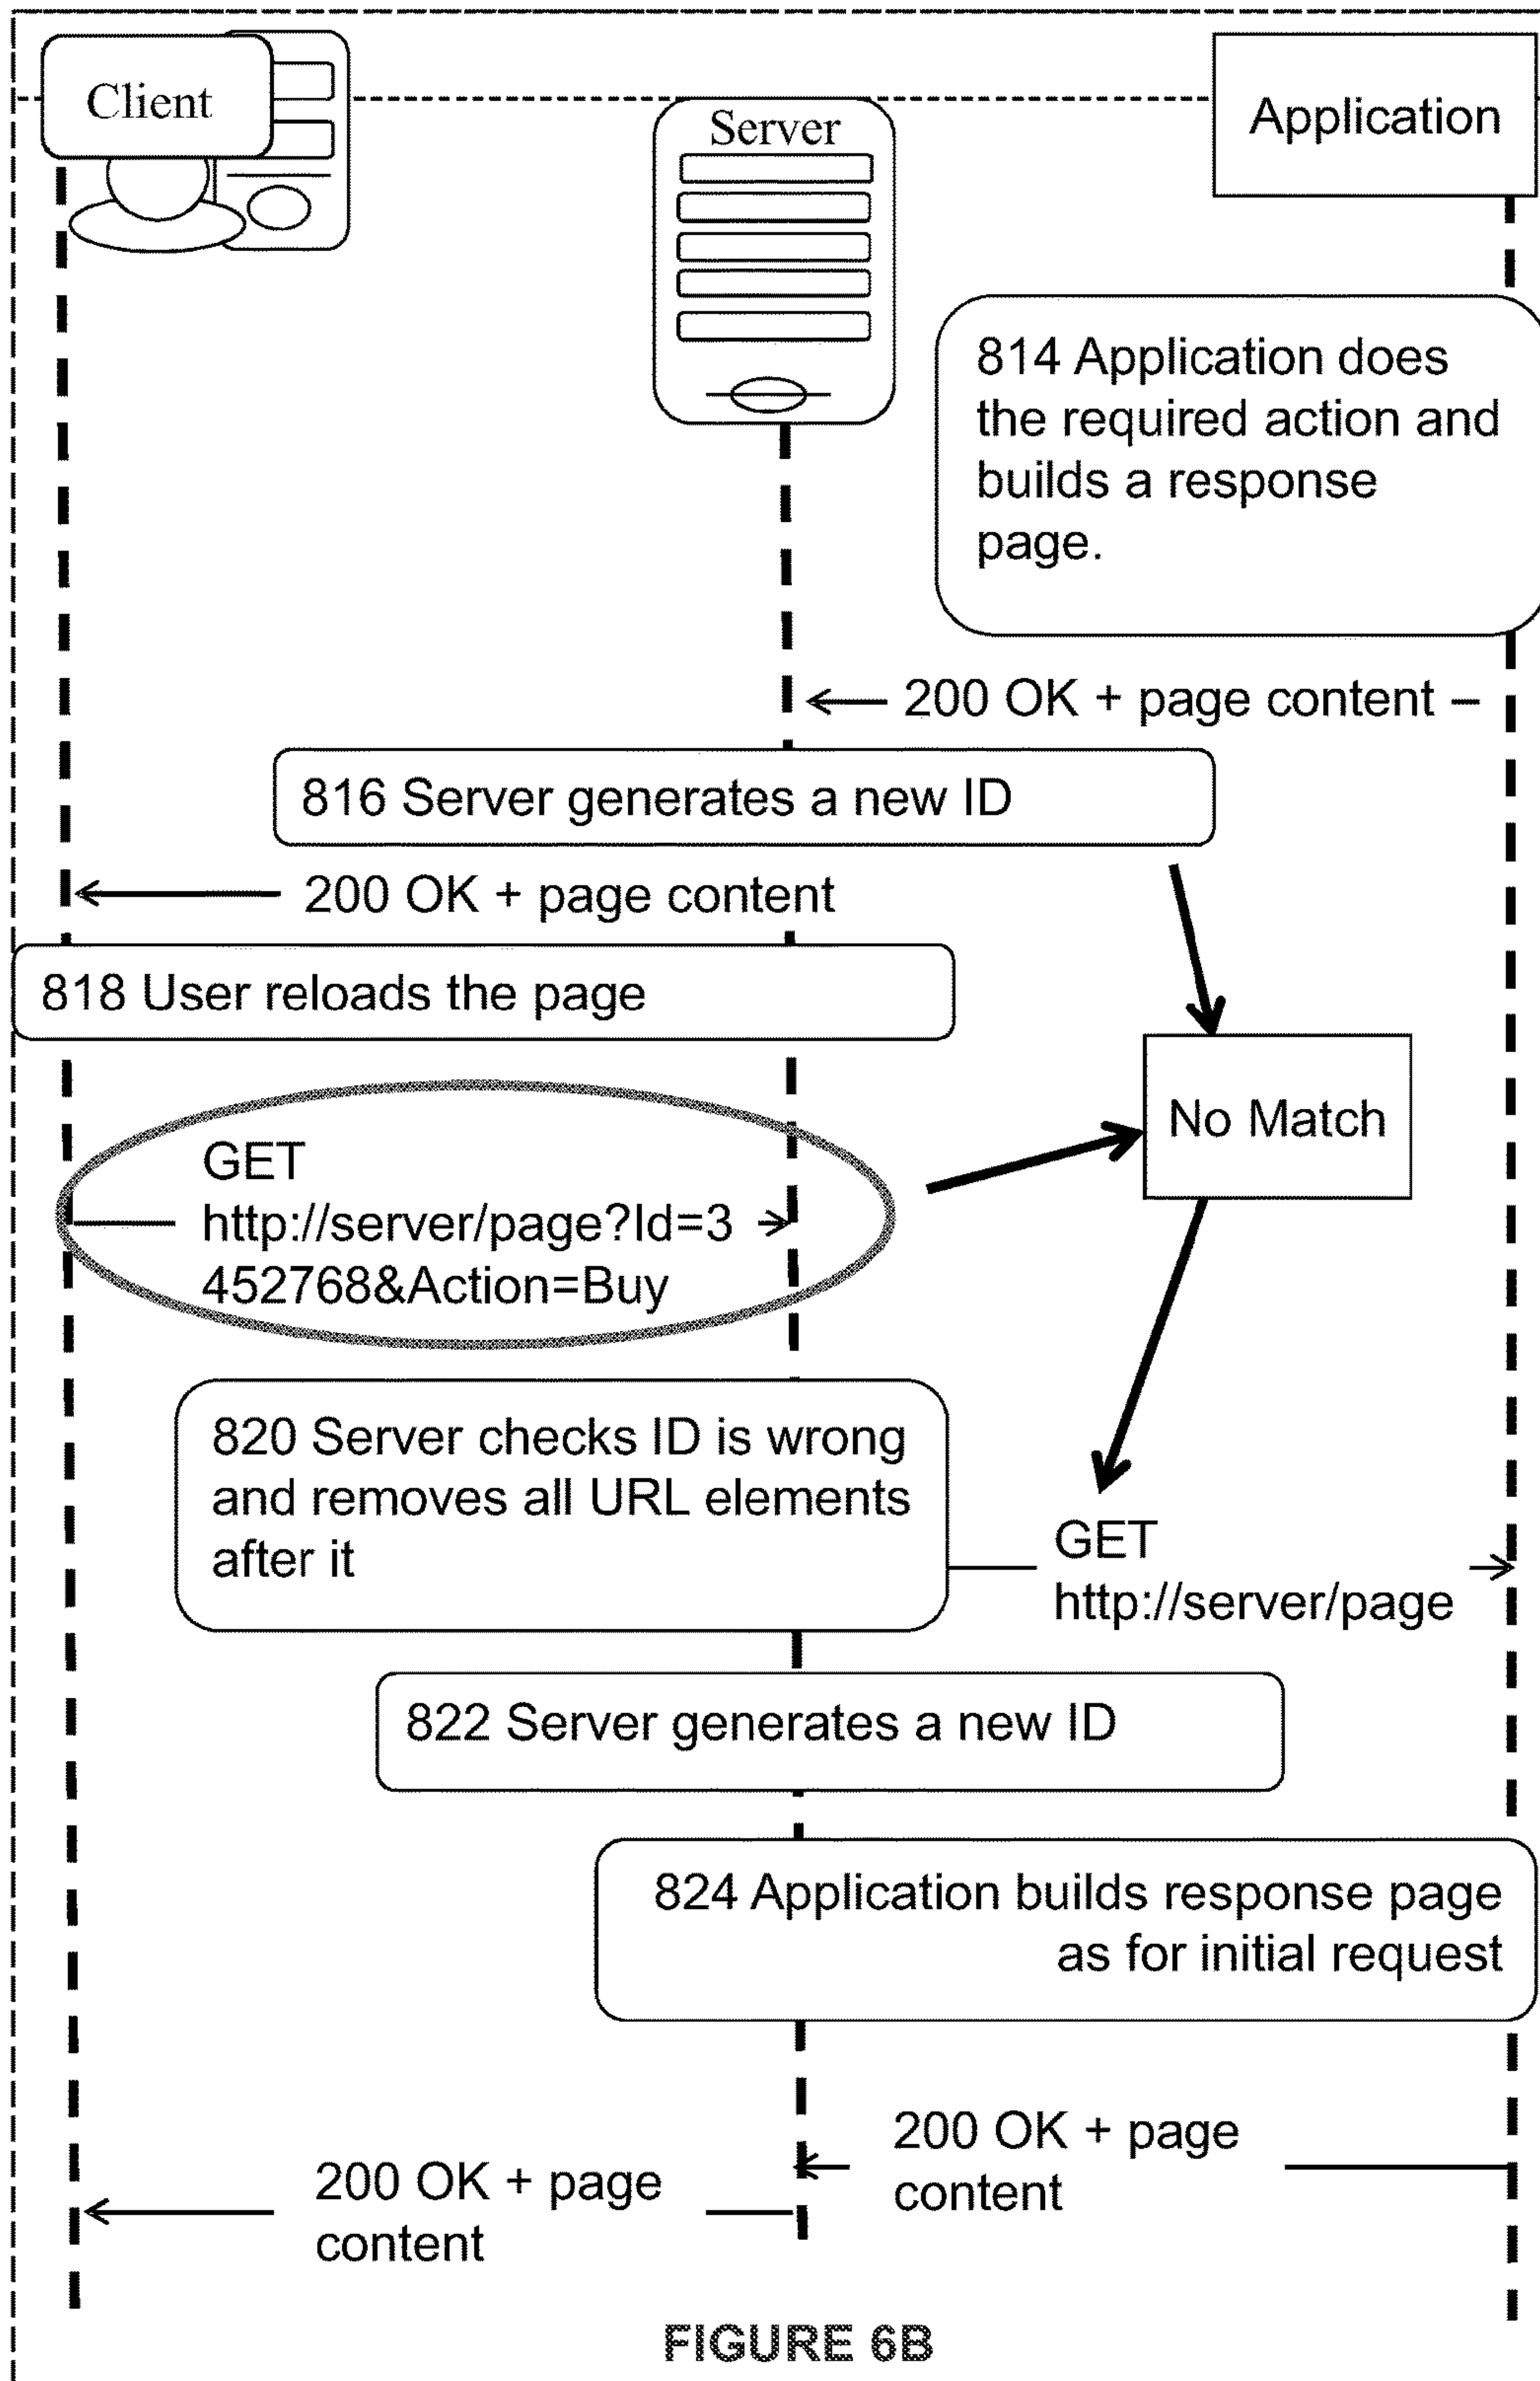 Client
Server
Application
814 Application does
the required action and
builds a response
page.
200 OK + page content
816 Server generates a new ID
200 OK + page content
818 User reloads the page
No Match
GET
http://server/page?Id=3
452768&Action=Buy
820 Server checks ID is wrong
and removes all URL elements
after it
GET
http://server/page
822 Server generates a new ID
824 Application builds response page
as for initial request
200 OK + page
content
200 OK + page
content
FIGURE 6B